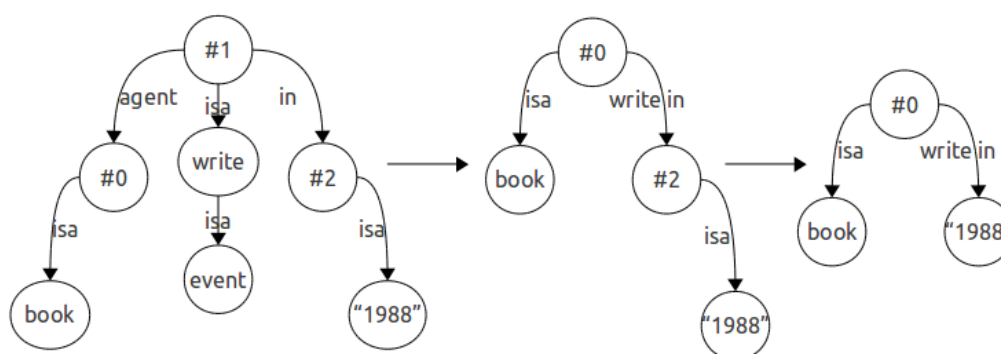 #1
agent
isa
in
#0
write
#2
isa
isa
isa
book
event
“1988”
#0
isa
write in
book
#2
isa
“1988”
#0
isa
write in
book
“1988